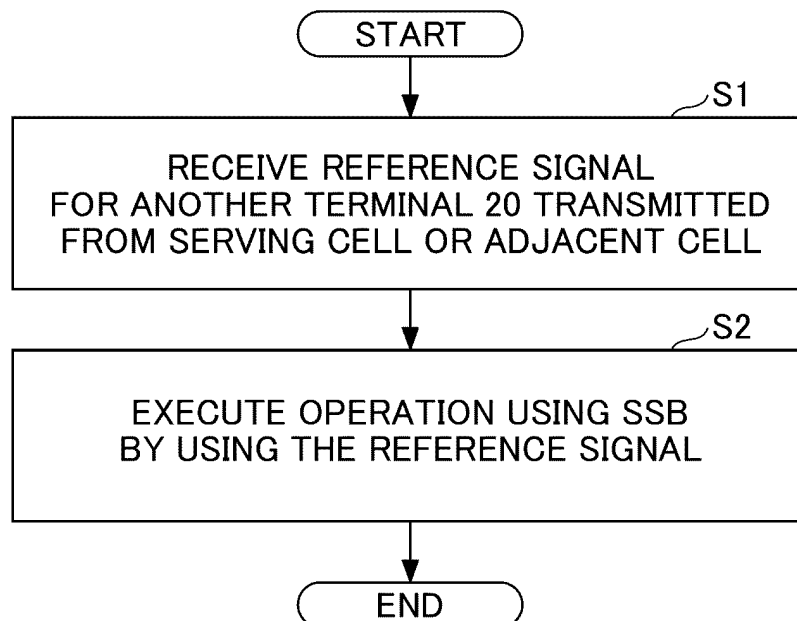 START
S1
RECEIVE REFERENCE SIGNAL
FOR ANOTHER TERMINAL 20 TRANSMITTED
FROM SERVING CELL OR ADJACENT CELL
S2
EXECUTE OPERATION USING SSB
BY USING THE REFERENCE SIGNAL
END